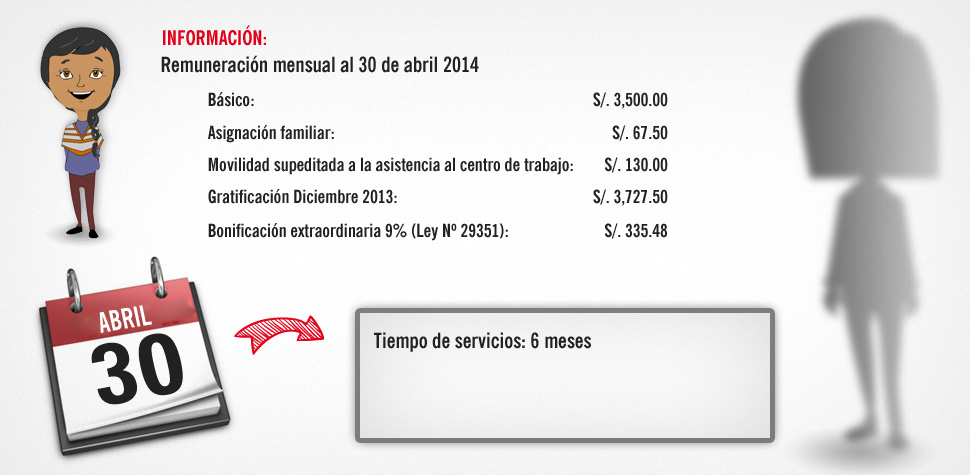 INFORMACIÓN:
Remuneración mensual al 30 de abril 2014
Básico: S/. 3,500.00
Asignación familiar: S/. 67.50
Movilidad supeditada a la asistencia al centro de trabajo: S/. 130.00
Gratificación Diciembre 2013: S/. 3,727.50
Bonificación extraordinaria 9% (Ley Nº 29351): S/. 335.48
ABRIL
30
Tiempo de servicios: 6 meses